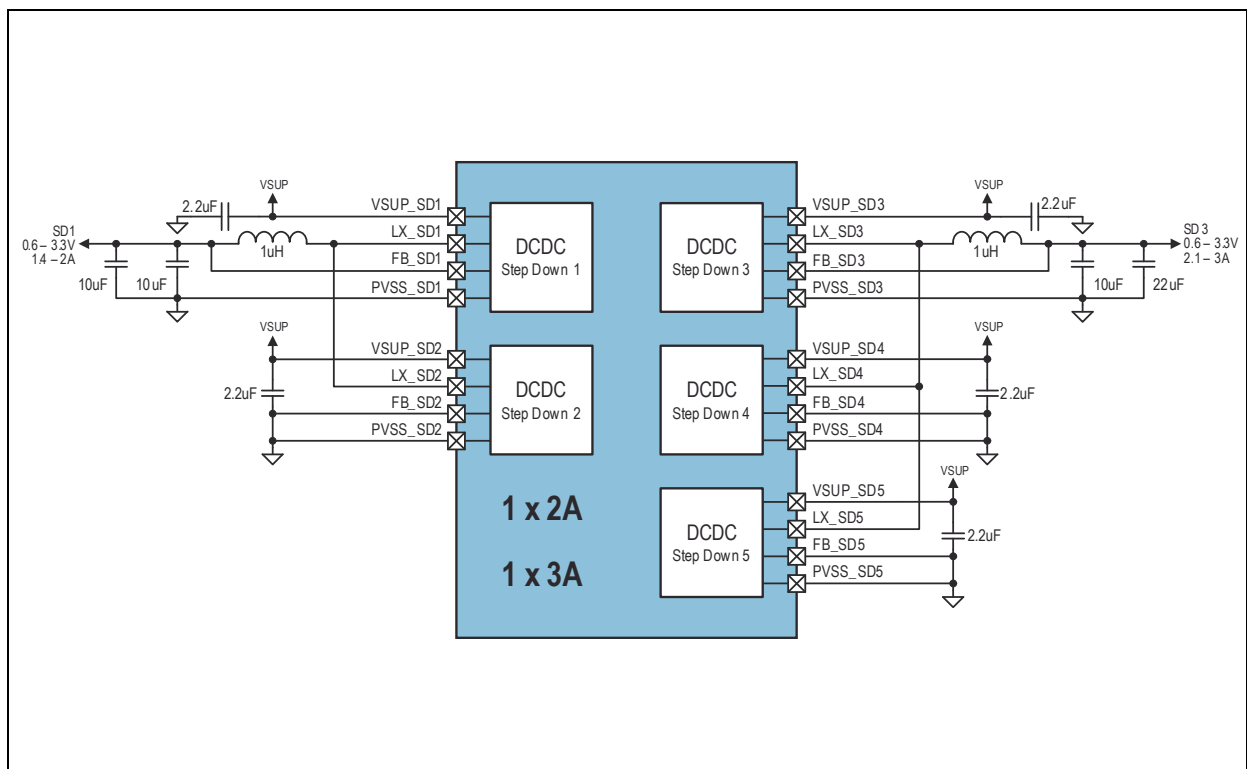 VSUP
2.2uF
VSUP_SD1
SD1
0.6 – 3.3V
1.4 – 2A
LX_SD1
1uH
FB_SD1
10uF
10uF
PVSS_SD1
DCDC
Step Down 1
VSUP
VSUP_SD2
LX_SD2
2.2uF
FB_SD2
PVSS_SD2
DCDC
Step Down 2
1 x 2A
1 x 3A
DCDC
Step Down 3
VSUP_SD3
VSUP
2.2uF
LX_SD3
1uH
SD3
0.6 – 3.3V
2.1 – 3A
FB_SD3
10uF
22uF
PVSS_SD3
DCDC
Step Down 4
VSUP
VSUP_SD4
LX_SD4
2.2uF
FB_SD4
PVSS_SD4
DCDC
Step Down 5
VSUP
VSUP_SD5
LX_SD5
2.2uF
FB_SD5
PVSS_SD5